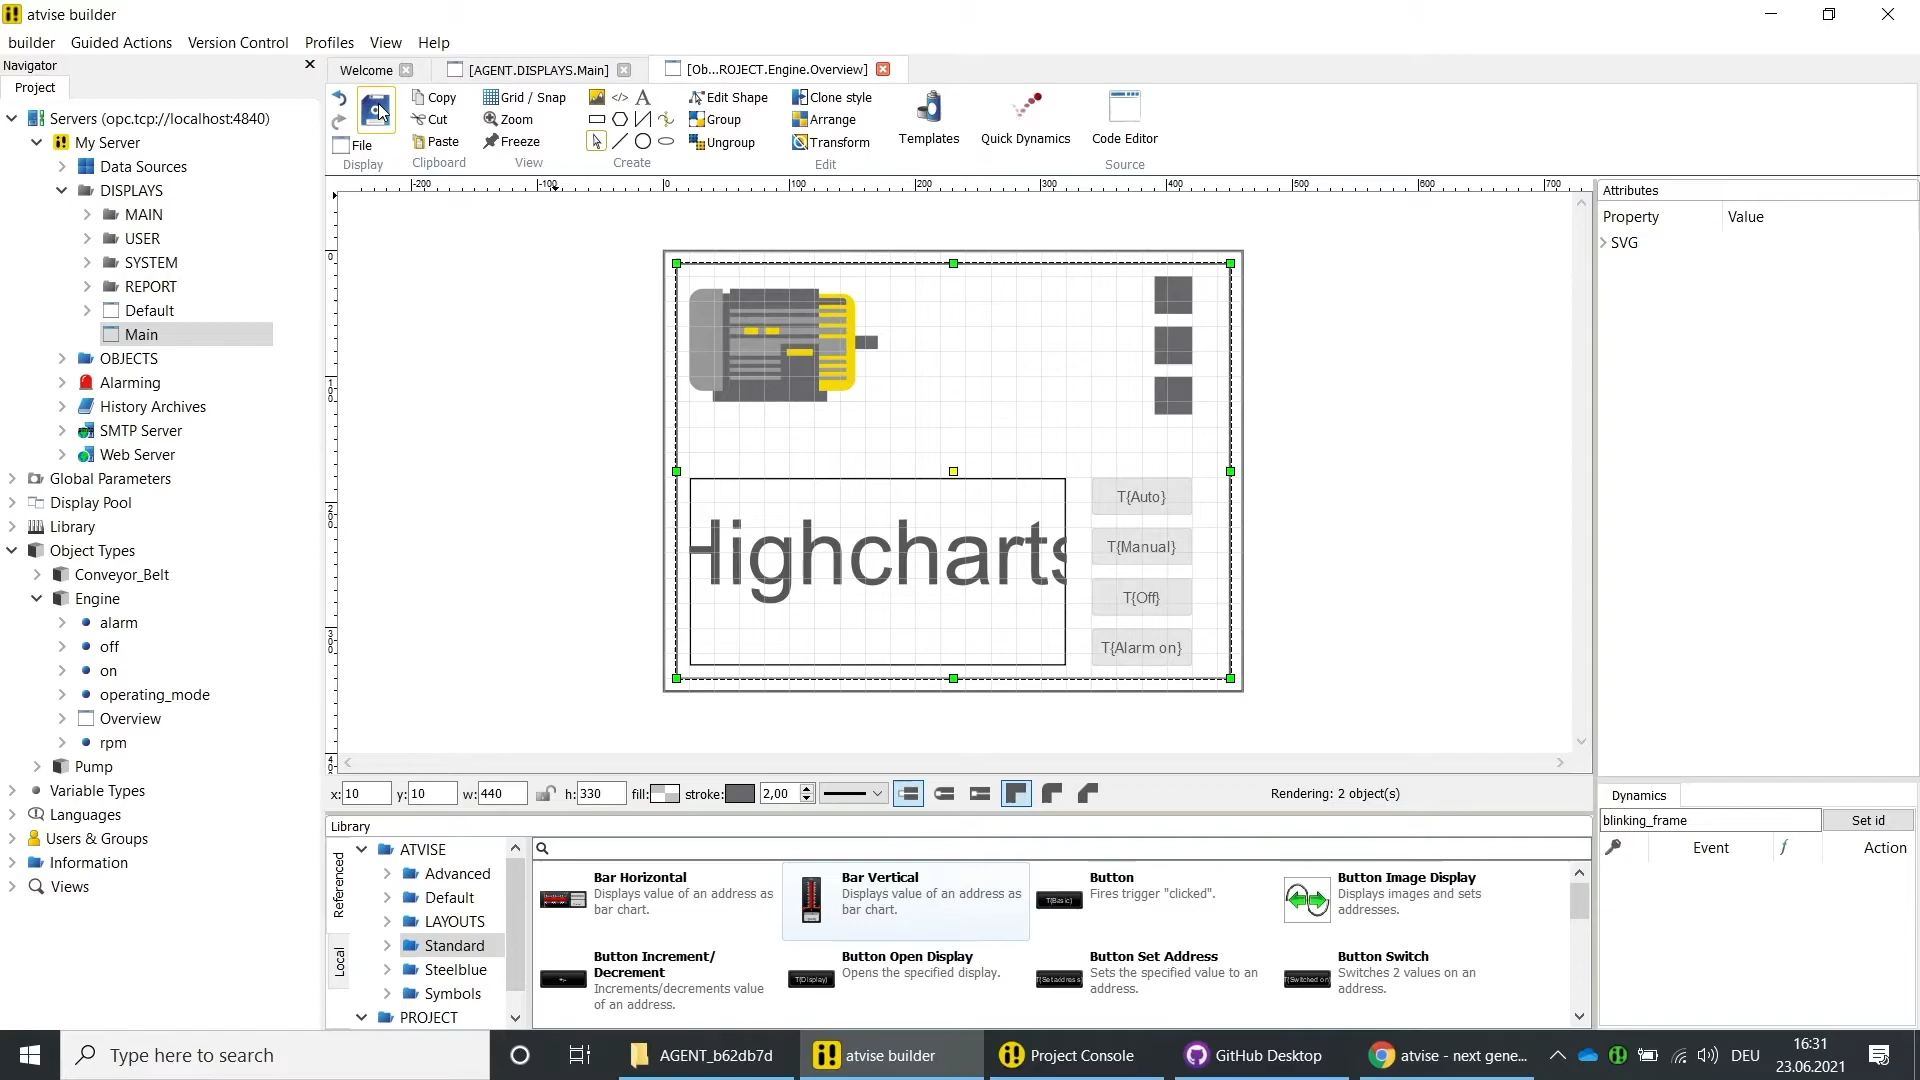 atvise builder
builder Guided Actions Version Control Profiles View Help
Navigator
Project
Servers (opc.tcp://localhost:4840)
My Server
Data Sources
DISPLAYS
MAIN
USER
SYSTEM
REPORT
Default
Main
OBJECTS
Alarming
History Archives
SMTP Server
Web Server
Global Parameters
Display Pool
Library
Object Types
Conveyor_Belt
Engine
alarm
off
on
operating_mode
Overview
rpm
Pump
Variable Types
Languages
Users & Groups
Information
Views
Welcome [AGENT.DISPLAYS.Main] [Ob...ROJECT.Engine.Overview]
Copy Grid / Snap Edit Shape Clone style
Cut Zoom Group Arrange
File Paste Freeze Ungroup Transform
Templates Quick Dynamics Code Editor
Display Clipboard View Create Edit Source
-200 -100 0 100 200 300 400 500 600 700
0
100
200
300
4
Highcharts
T{Auto}
T{Manual}
T{Off}
T{Alarm on}
x: 10 y: 10 w: 440 h: 330 fill: stroke: 2,00 Rendering: 2 object(s)
Attributes
Property Value
SVG
Dynamics
blinking_frame Set id
Event f Action
Library
Referenced
Local
ATVISE
Advanced
Default
LAYOUTS
Standard
Steelblue
Symbols
PROJECT
Bar Horizontal
Displays value of an address as
bar chart.
Bar Vertical
Displays value of an address as
bar chart.
Button
Fires trigger "clicked".
T{Basic}
Button Image Display
Displays images and sets
addresses.
Button Increment/
Decrement
Increments/decrements value
of an address.
Button Open Display
Opens the specified display.
T{Display}
Button Set Address
Sets the specified value to an
address.
T{Set address}
Button Switch
Switches 2 values on an
address.
T{Switched on}
Type here to search
AGENT_b62db7d
atvise builder
Project Console
GitHub Desktop
atvise - next gene...
DEU
16:31
23.06.2021